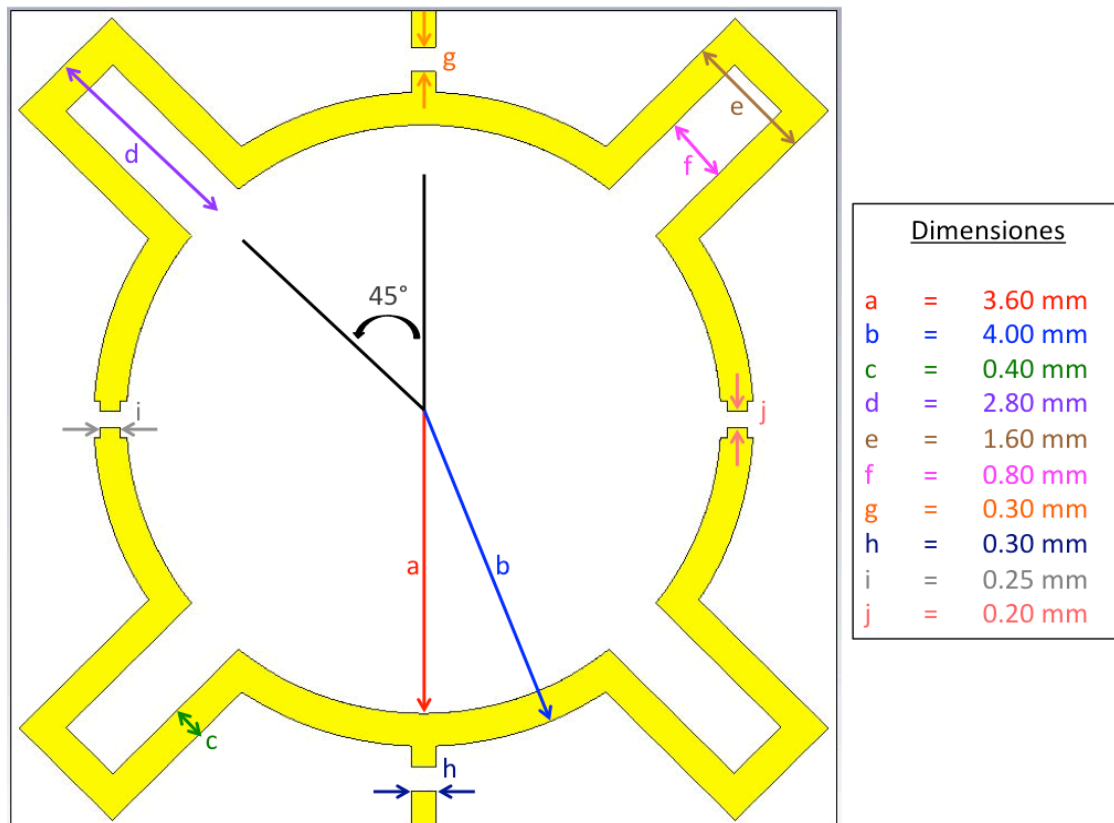 g
e
d
f
45°
i
j
a
b
c
h
Dimensiones
a = 3.60 mm
b = 4.00 mm
c = 0.40 mm
d = 2.80 mm
e = 1.60 mm
f = 0.80 mm
g = 0.30 mm
h = 0.30 mm
i = 0.25 mm
j = 0.20 mm